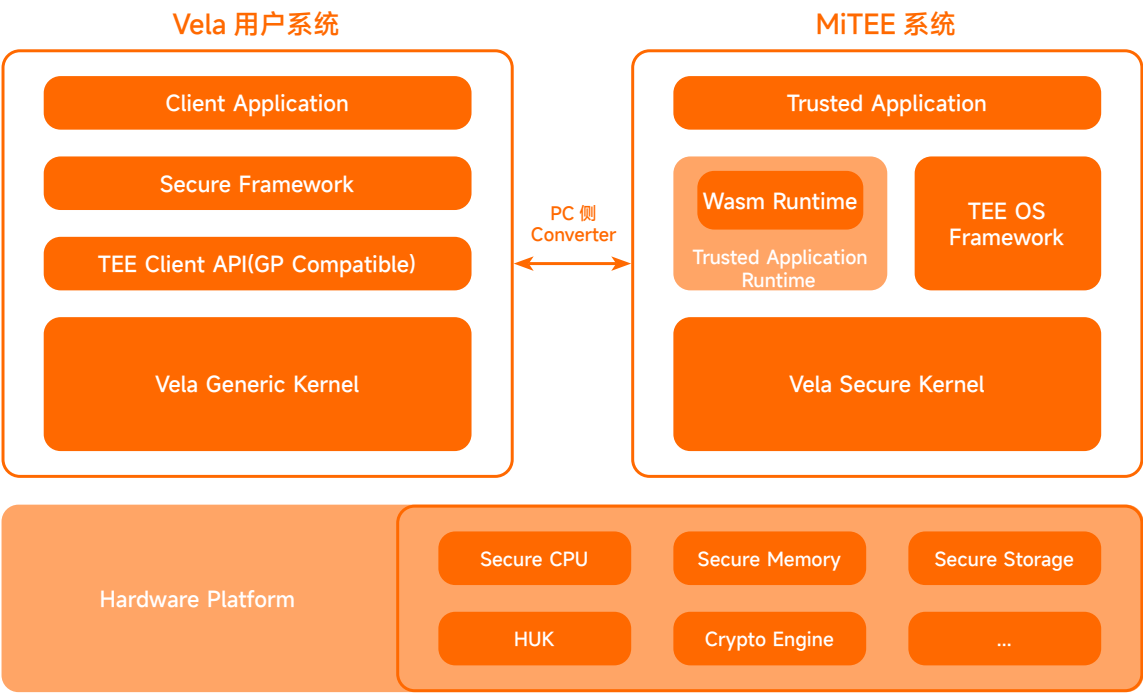 Vela 用户系统
Client Application
Secure Framework
TEE Client API(GP Compatible)
Vela Generic Kernel
PC 侧
Converter
MiTEE 系统
Trusted Application
Wasm Runtime
Trusted Application
Runtime
TEE OS
Framework
Vela Secure Kernel
Hardware Platform
Secure CPU
Secure Memory
Secure Storage
HUK
Crypto Engine
...